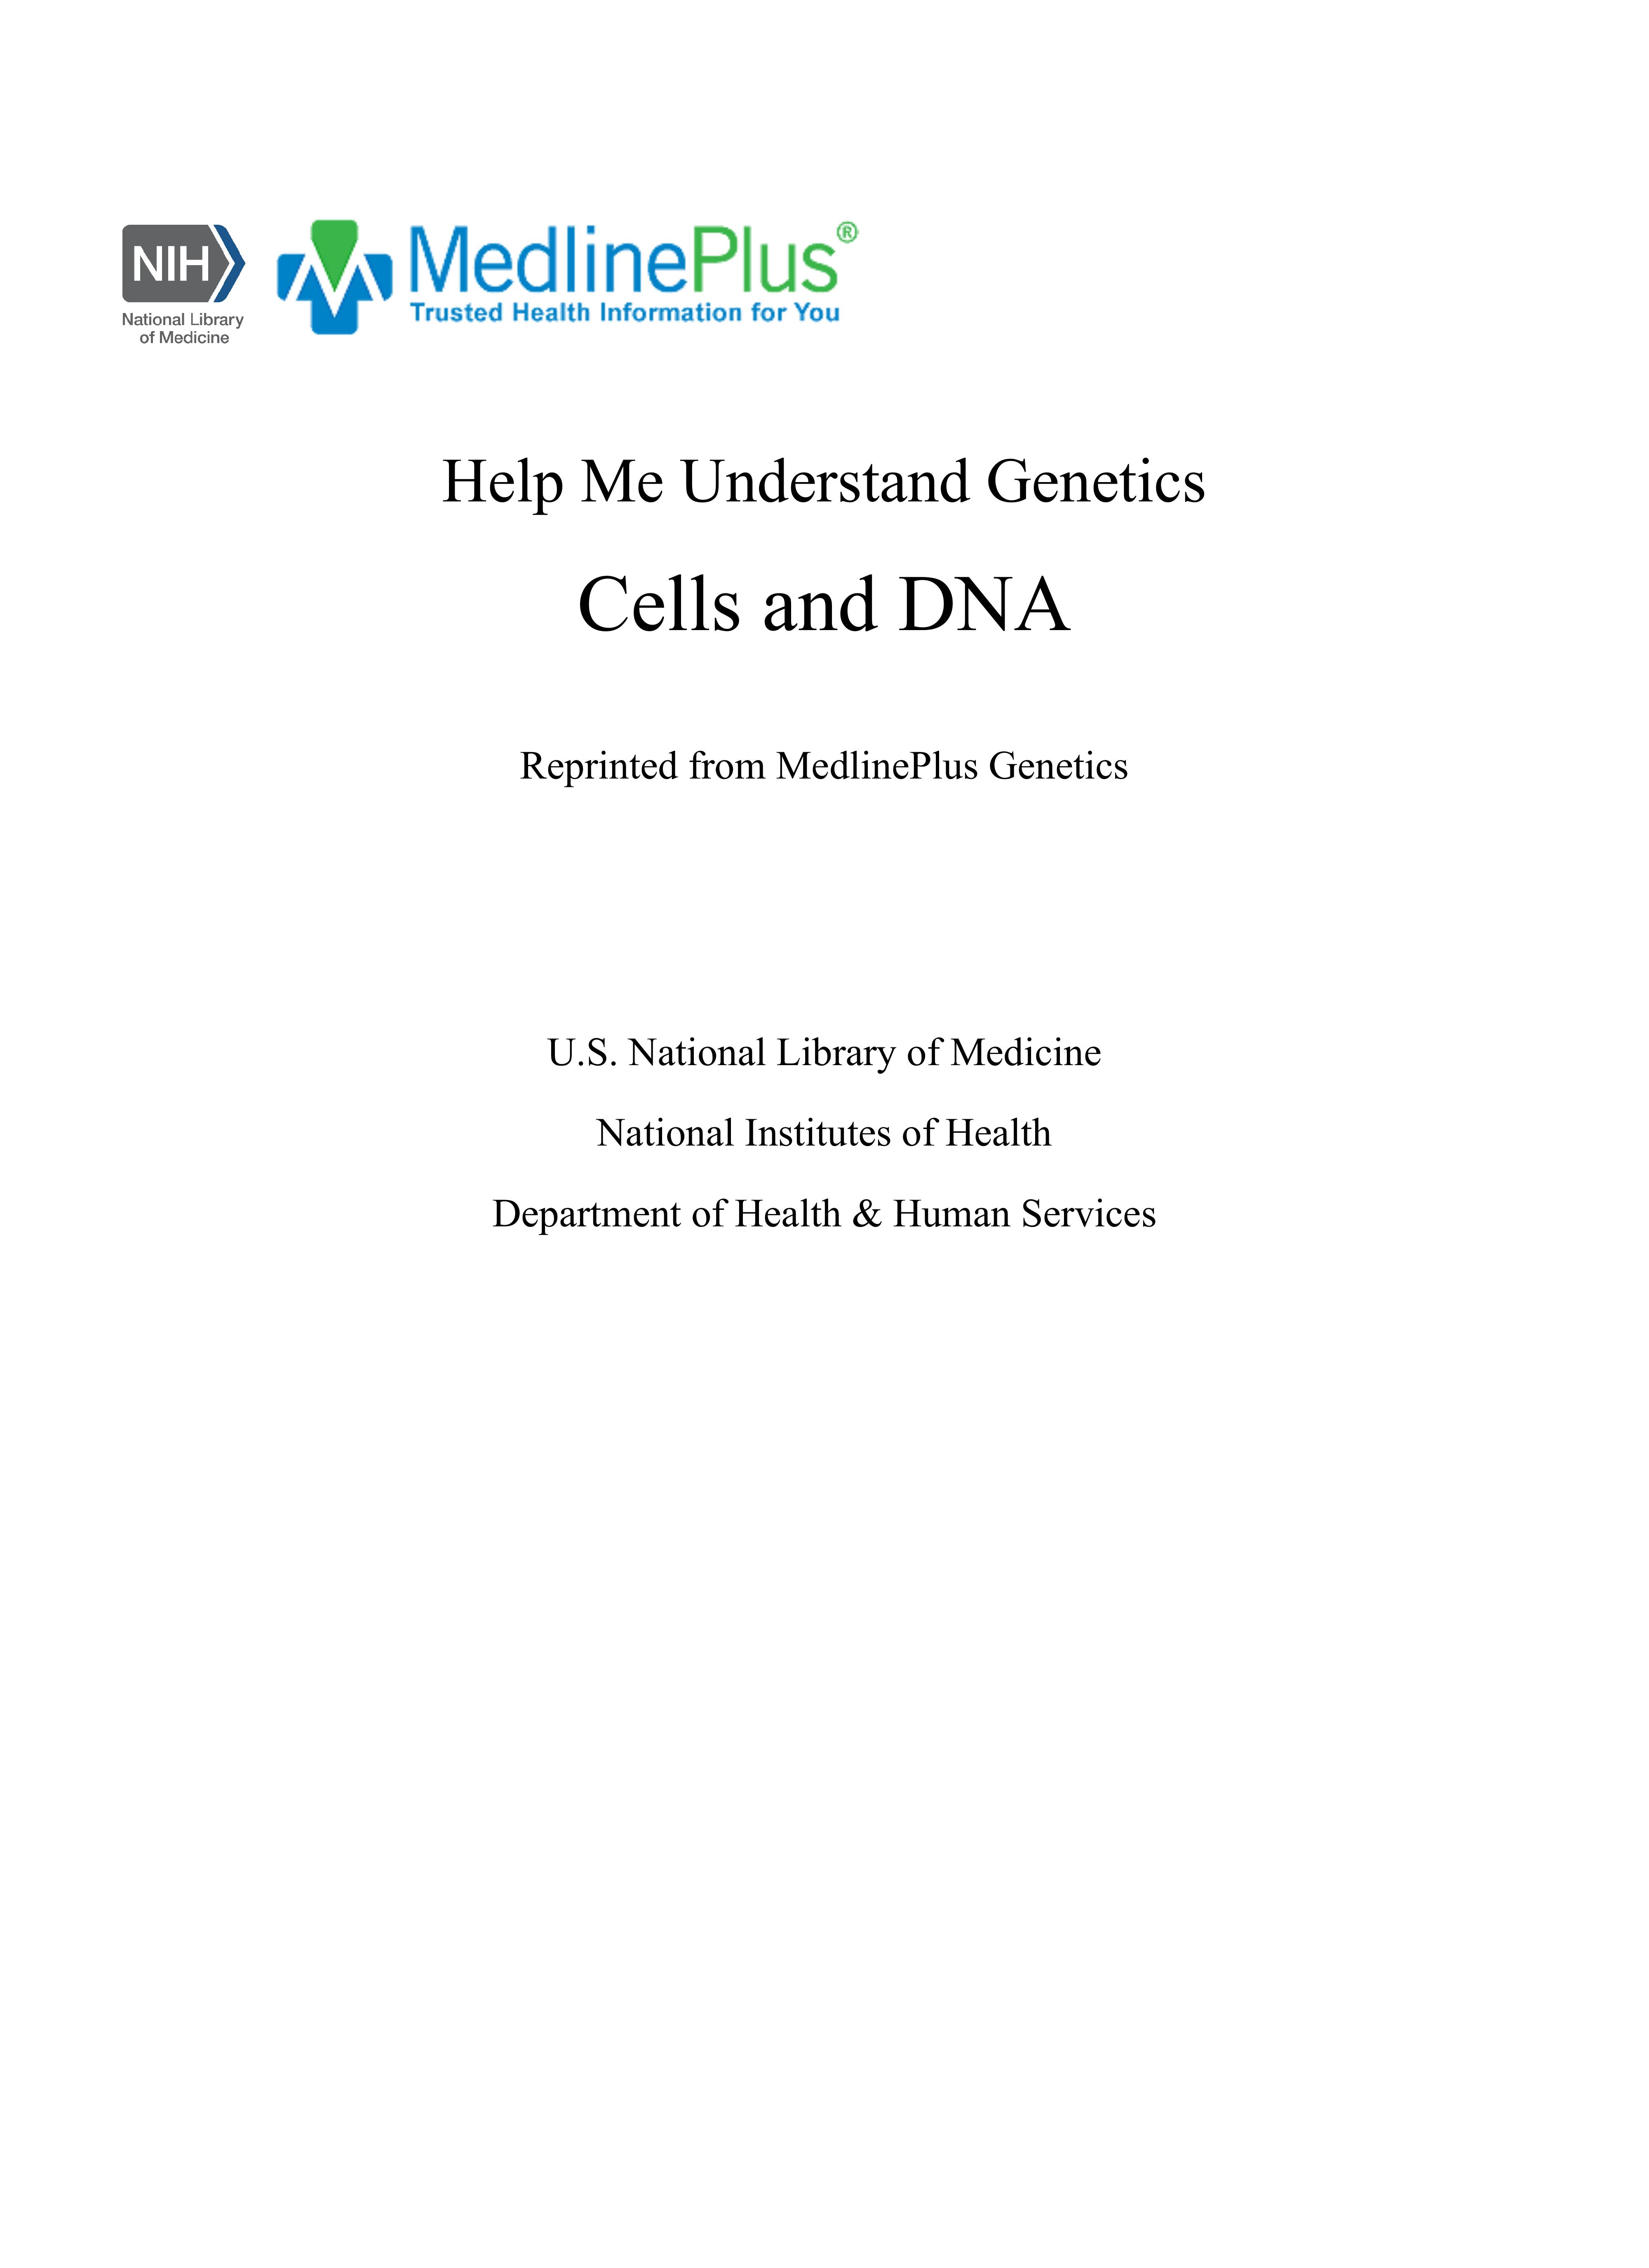 NIH
National Library
of Medicine
MedlinePlus®
Trusted Health Information for You
Help Me Understand Genetics
Cells and DNA
Reprinted from MedlinePlus Genetics
U.S. National Library of Medicine
National Institutes of Health
Department of Health & Human Services